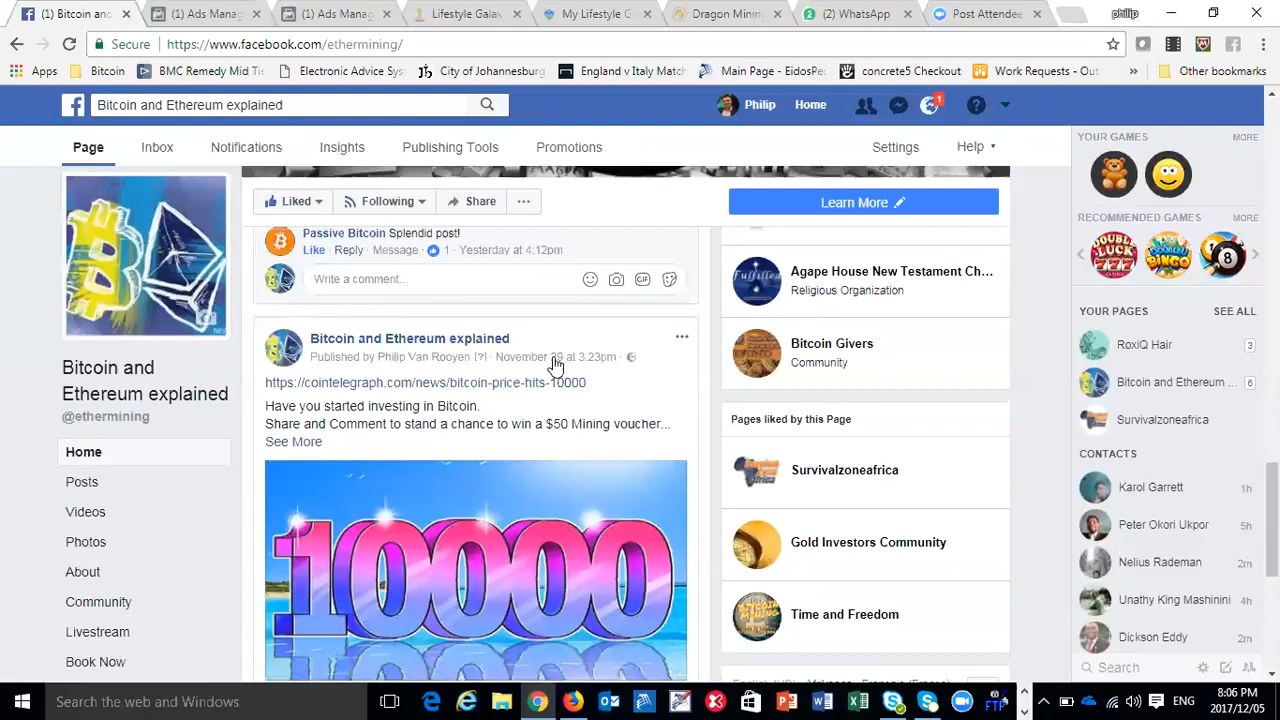 (1) Bitcoin and
(1) Ads Manag
(1) Ads Manag
Lifestyle Gala
My Lifestyle G
Dragon Mining
(2) WhatsApp
Post Attendee
philip
Secure
https://www.facebook.com/ethermining/
Apps
Bitcoin
BMC Remedy Mid Ti
Electronic Advice Sys
City of Johannesburg
England v Italy Match
Main Page - EidosPed
concrete5 Checkout
Work Requests - Out
»
Other bookmarks
Bitcoin and Ethereum explained
Philip
Home
1
Page
Inbox
Notifications
Insights
Publishing Tools
Promotions
Settings
Help
Bitcoin and
Ethereum explained
@ethermining
Home
Posts
Videos
Photos
About
Community
Livestream
Book Now
Liked
Following
Share
Learn More
Passive Bitcoin Splendid post!
Like · Reply · Message · 1 · Yesterday at 4:12pm
Write a comment...
GIF
Bitcoin and Ethereum explained
Published by Philip Van Rooyen [?] · November at 3:23pm ·
https://cointelegraph.com/news/bitcoin-price-hits-10000
Have you started investing in Bitcoin.
Share and Comment to stand a chance to win a $50 Mining voucher...
See More
10000
Agape House New Testament Ch...
Religious Organization
Bitcoin Givers
Community
Pages liked by this Page
Survivalzoneafrica
Gold Investors Community
Time and Freedom
YOUR GAMES
MORE
RECOMMENDED GAMES
MORE
YOUR PAGES
SEE ALL
RoxiQ Hair
3
Bitcoin and Ethereum ...
6
Survivalzoneafrica
CONTACTS
Karol Garrett
1h
Peter Okori Ukpor
5h
Nelius Rademan
2m
Unathy King Mashinini
4h
Dickson Eddy
2m
Search
Search the web and Windows
FTP
ENG
8:06 PM
2017/12/05